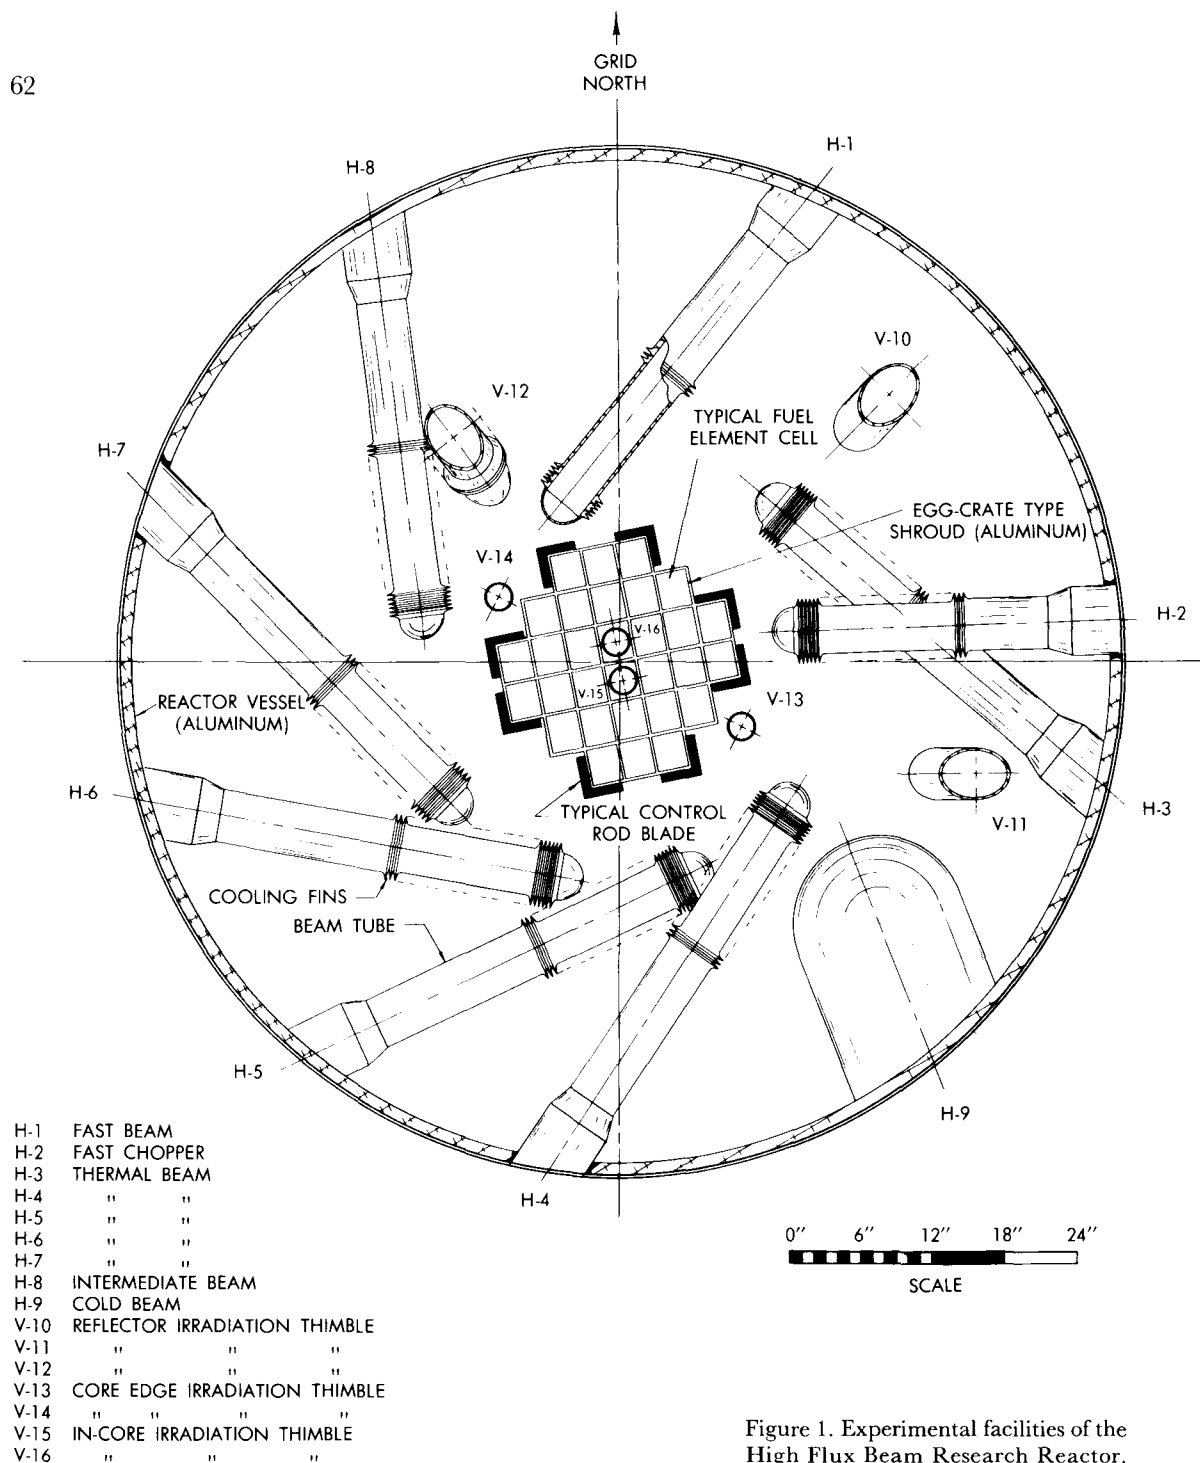 62
GRID
NORTH
H-1
H-8
V-10
V-12
TYPICAL FUEL
ELEMENT CELL
H-7
EGG-CRATE TYPE
SHROUD (ALUMINUM)
V-14
H-2
V-16
V-15
V-13
REACTOR VESSEL
(ALUMINUM)
H-6
H-3
TYPICAL CONTROL
ROD BLADE
V-11
COOLING FINS
BEAM TUBE
H-5
H-9
H-4
H-1 FAST BEAM
H-2 FAST CHOPPER
H-3 THERMAL BEAM
H-4 " "
H-5 " "
H-6 " "
H-7 " "
H-8 INTERMEDIATE BEAM
H-9 COLD BEAM
V-10 REFLECTOR IRRADIATION THIMBLE
V-11 " " "
V-12 " " "
V-13 CORE EDGE IRRADIATION THIMBLE
V-14 " " " "
V-15 IN-CORE IRRADIATION THIMBLE
V-16 " " "
0" 6" 12" 18" 24"
SCALE
Figure 1. Experimental facilities of the
High Flux Beam Research Reactor.